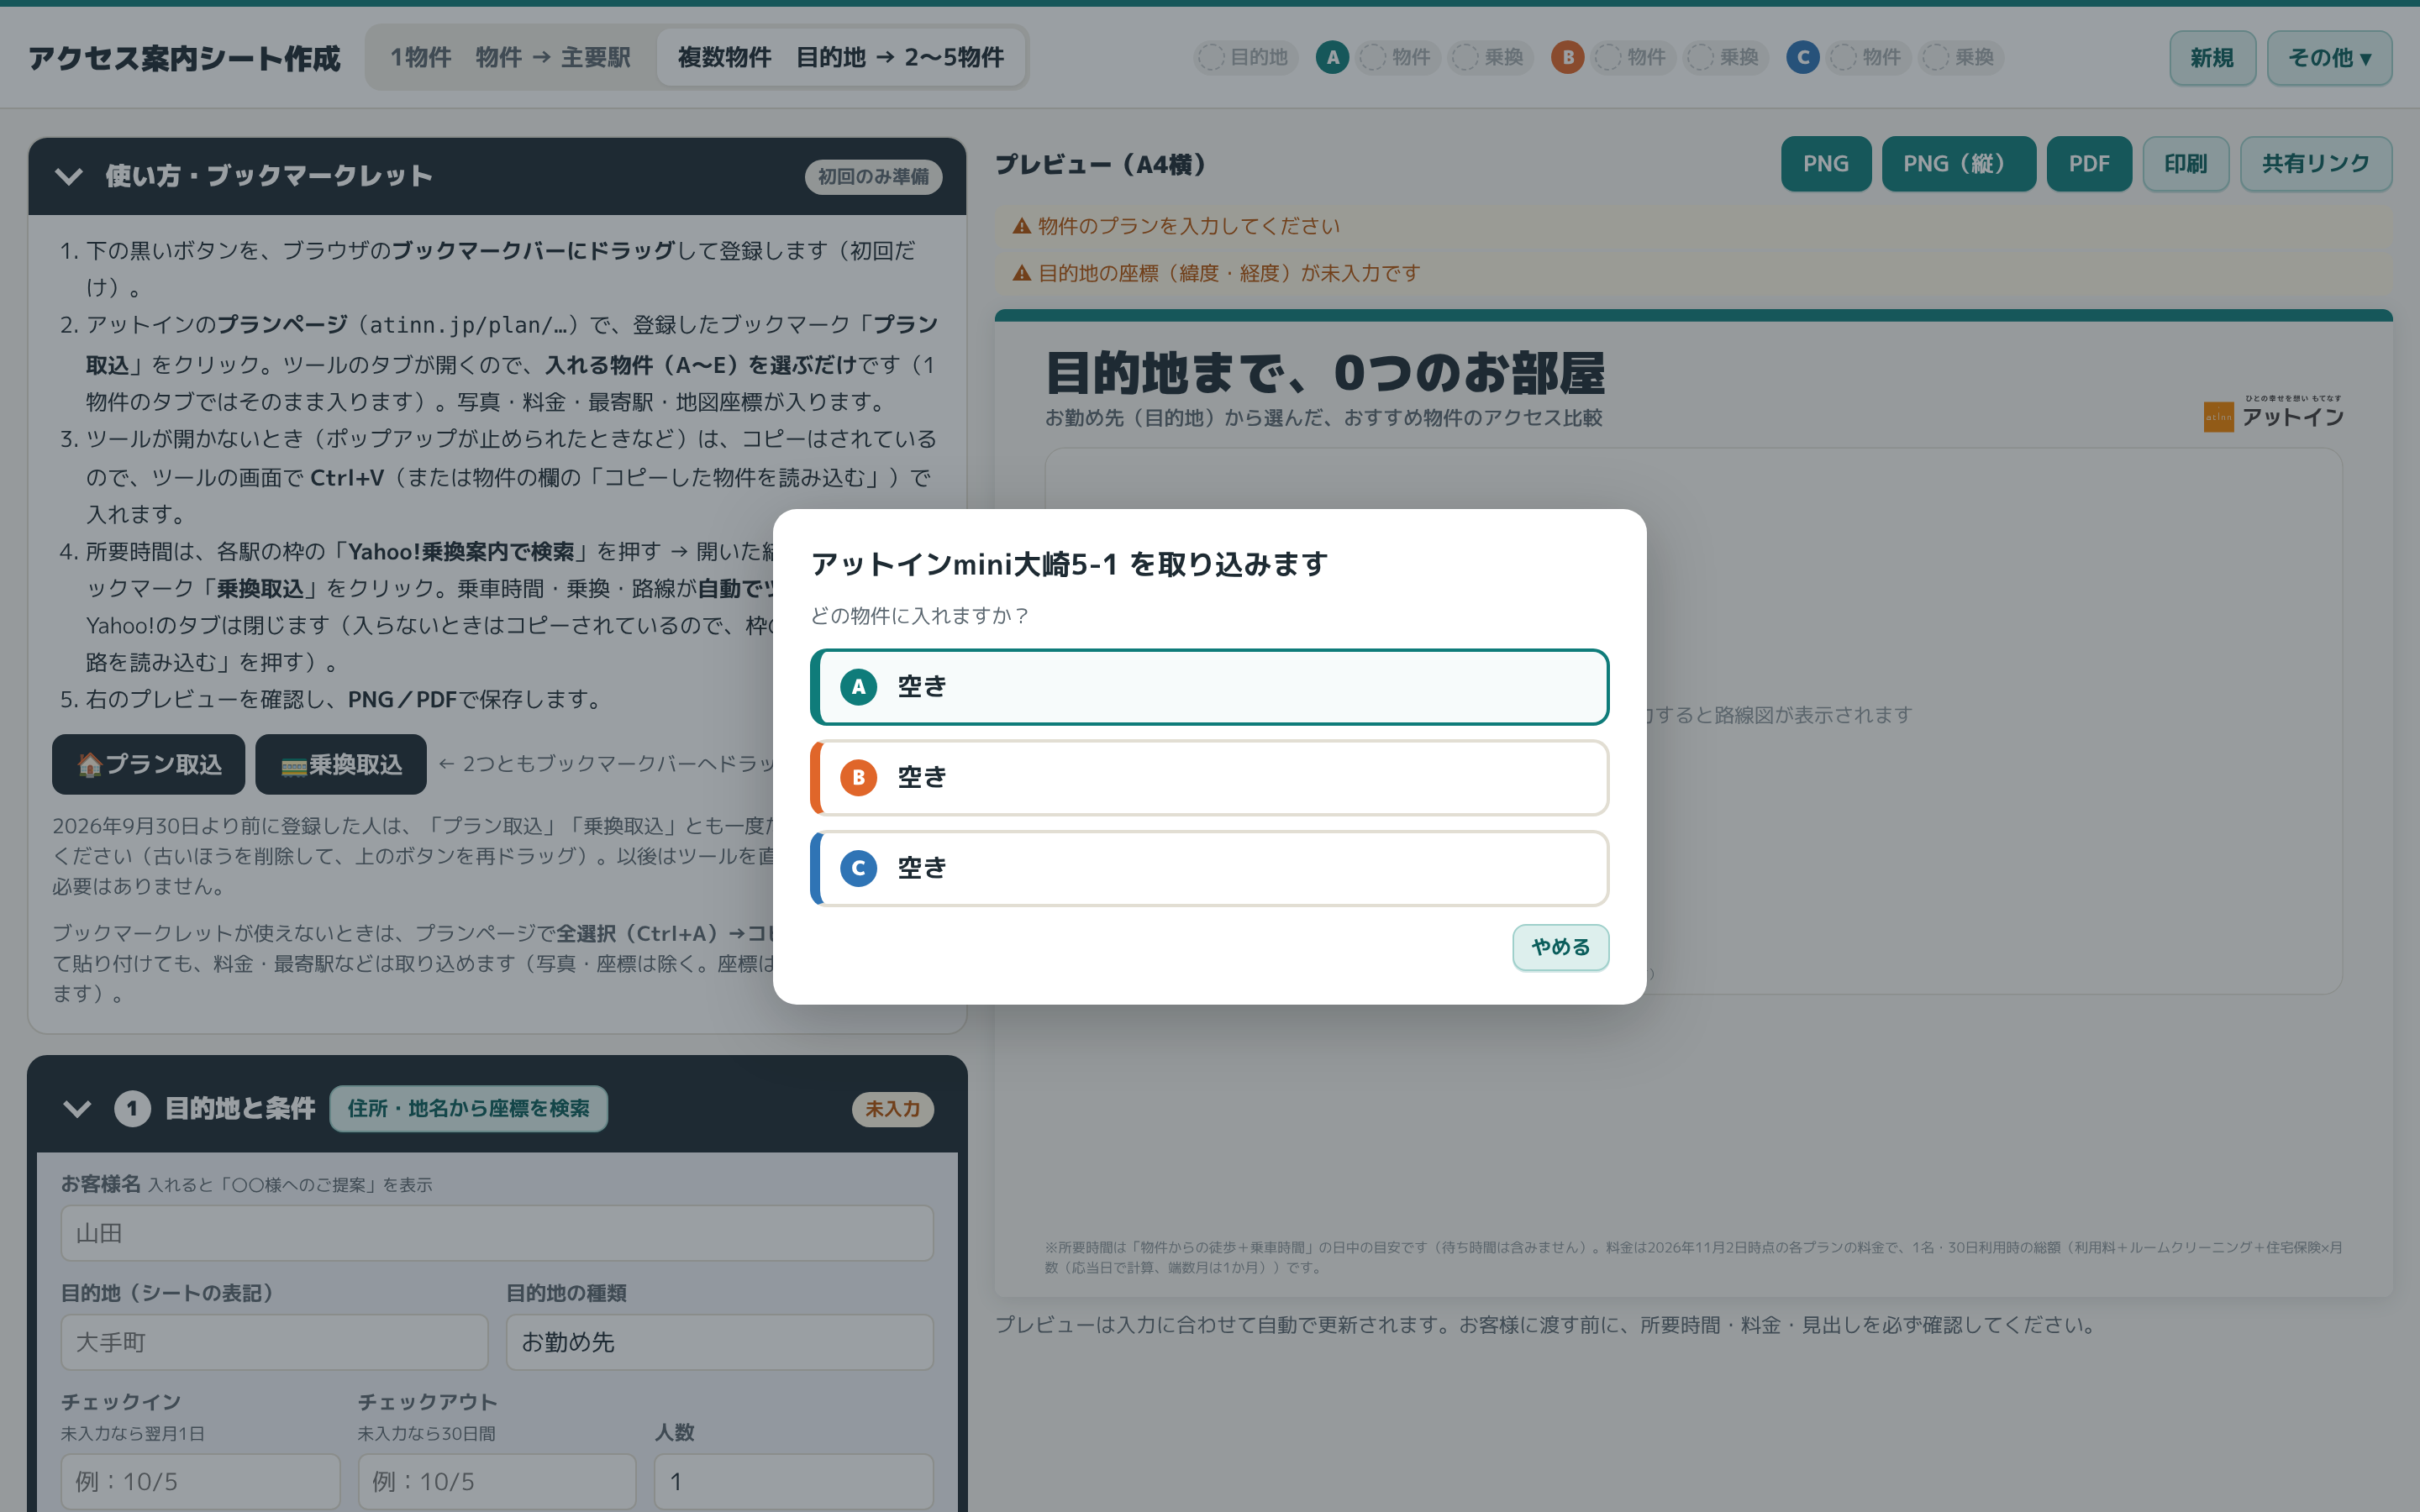 アクセス案内シート作成
1物件 物件 → 主要駅
複数物件 目的地 → 2〜5物件
目的地 A 物件 乗換 B 物件 乗換 C 物件 乗換
新規
その他 ▾
使い方・ブックマークレット
初回のみ準備
1. 下の黒いボタンを、ブラウザのブックマークバーにドラッグして登録します（初回だ
け）。
2. アットインのプランページ（atinn.jp/plan/…）で、登録したブックマーク「プラン
取込」をクリック。ツールのタブが開くので、入れる物件（A〜E）を選ぶだけです（1
物件のタブではそのまま入ります）。写真・料金・最寄駅・地図座標が入ります。
3. ツールが開かないとき（ポップアップが止められたときなど）は、コピーはされている
ので、ツールの画面で Ctrl+V（または物件の欄の「コピーした物件を読み込む」）で
入れます。
4. 所要時間は、各駅の枠の「Yahoo!乗換案内で検索」を押す → 開いた
ックマーク「乗換取込」をクリック。乗車時間・乗換・路線が自動で
Yahoo!のタブは閉じます（入らないときはコピーされているので、枠
路を読み込む」を押す）。
5. 右のプレビューを確認し、PNG／PDFで保存します。
プラン取込
乗換取込
← 2つともブックマークバーへドラッ
2026年9月30日より前に登録した人は、「プラン取込」「乗換取込」とも一度
ください（古いほうを削除して、上のボタンを再ドラッグ）。以後はツールを
必要はありません。
ブックマークレットが使えないときは、プランページで全選択（Ctrl+A）→コ
て貼り付けても、料金・最寄駅などは取り込めます（写真・座標は除く。座標は
ます）。
1 目的地と条件
住所・地名から座標を検索
未入力
お客様名 入れると「〇〇様へのご提案」を表示
山田
目的地（シートの表記）
目的地の種類
大手町
お勤め先
チェックイン
チェックアウト
未入力なら翌月1日
未入力なら30日間
人数
例：10/5
例：10/5
1
プレビュー（A4横）
PNG
PNG（縦）
PDF
印刷
共有リンク
⚠ 物件のプランを入力してください
⚠ 目的地の座標（緯度・経度）が未入力です
目的地まで、0つのお部屋
お勤め先（目的地）から選んだ、おすすめ物件のアクセス比較
ひとの幸せを想い もてなす
atinn アットイン
すると路線図が表示されます
※所要時間は「物件からの徒歩＋乗車時間」の日中の目安です（待ち時間は含みません）。料金は2026年11月2日時点の各プランの料金で、1名・30日利用時の総額（利用料＋ルームクリーニング＋住宅保険×月
数（応当日で計算、端数月は1か月））です。
プレビューは入力に合わせて自動で更新されます。お客様に渡す前に、所要時間・料金・見出しを必ず確認してください。
アットインmini大崎5-1 を取り込みます
どの物件に入れますか？
A 空き
B 空き
C 空き
やめる